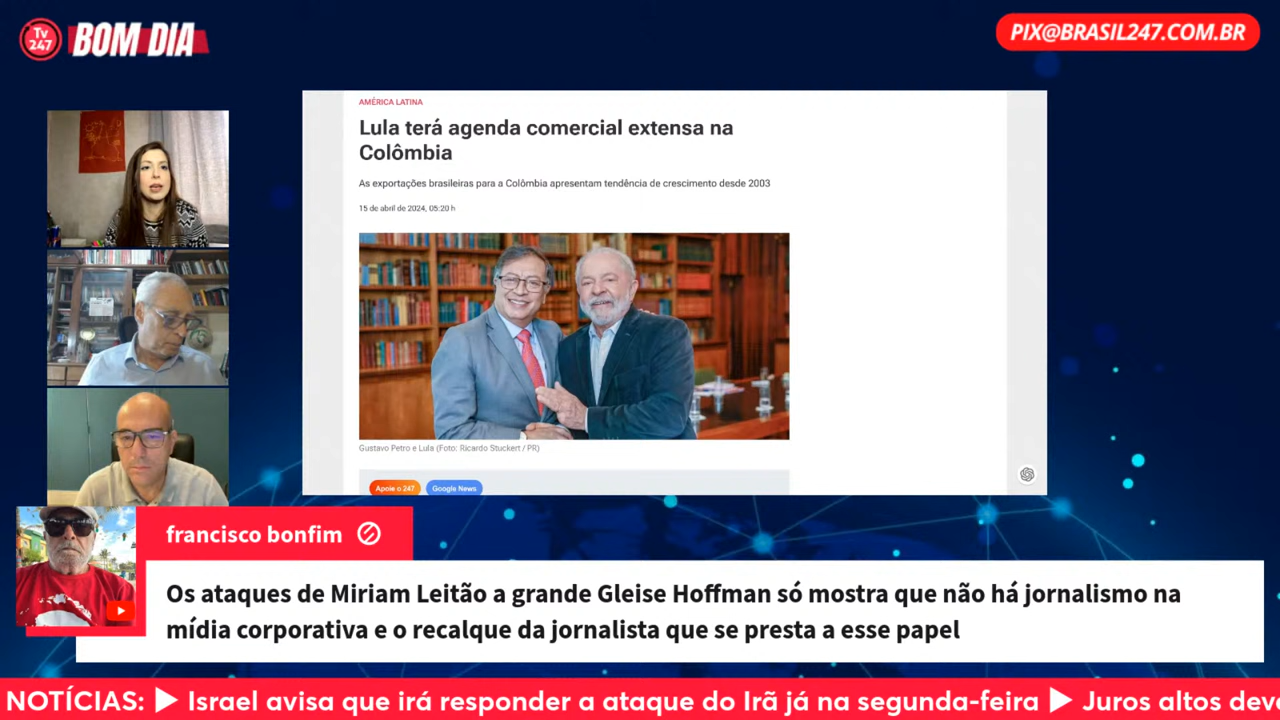 Tv
247
BOM DIA
PIX@BRASIL247.COM.BR
AMÉRICA LATINA
Lula terá agenda comercial extensa na
Colômbia
As exportações brasileiras para a Colômbia apresentam tendência de crescimento desde 2003
15 de abril de 2024, 05:20 h
Gustavo Petro e Lula (Foto: Ricardo Stuckert / PR)
Apoie o 247
Google News
francisco bonfim
Os ataques de Miriam Leitão a grande Gleise Hoffman só mostra que não há jornalismo na
mídia corporativa e o recalque da jornalista que se presta a esse papel
NOTÍCIAS: ▶ Israel avisa que irá responder a ataque do Irã já na segunda-feira ▶ Juros altos deve